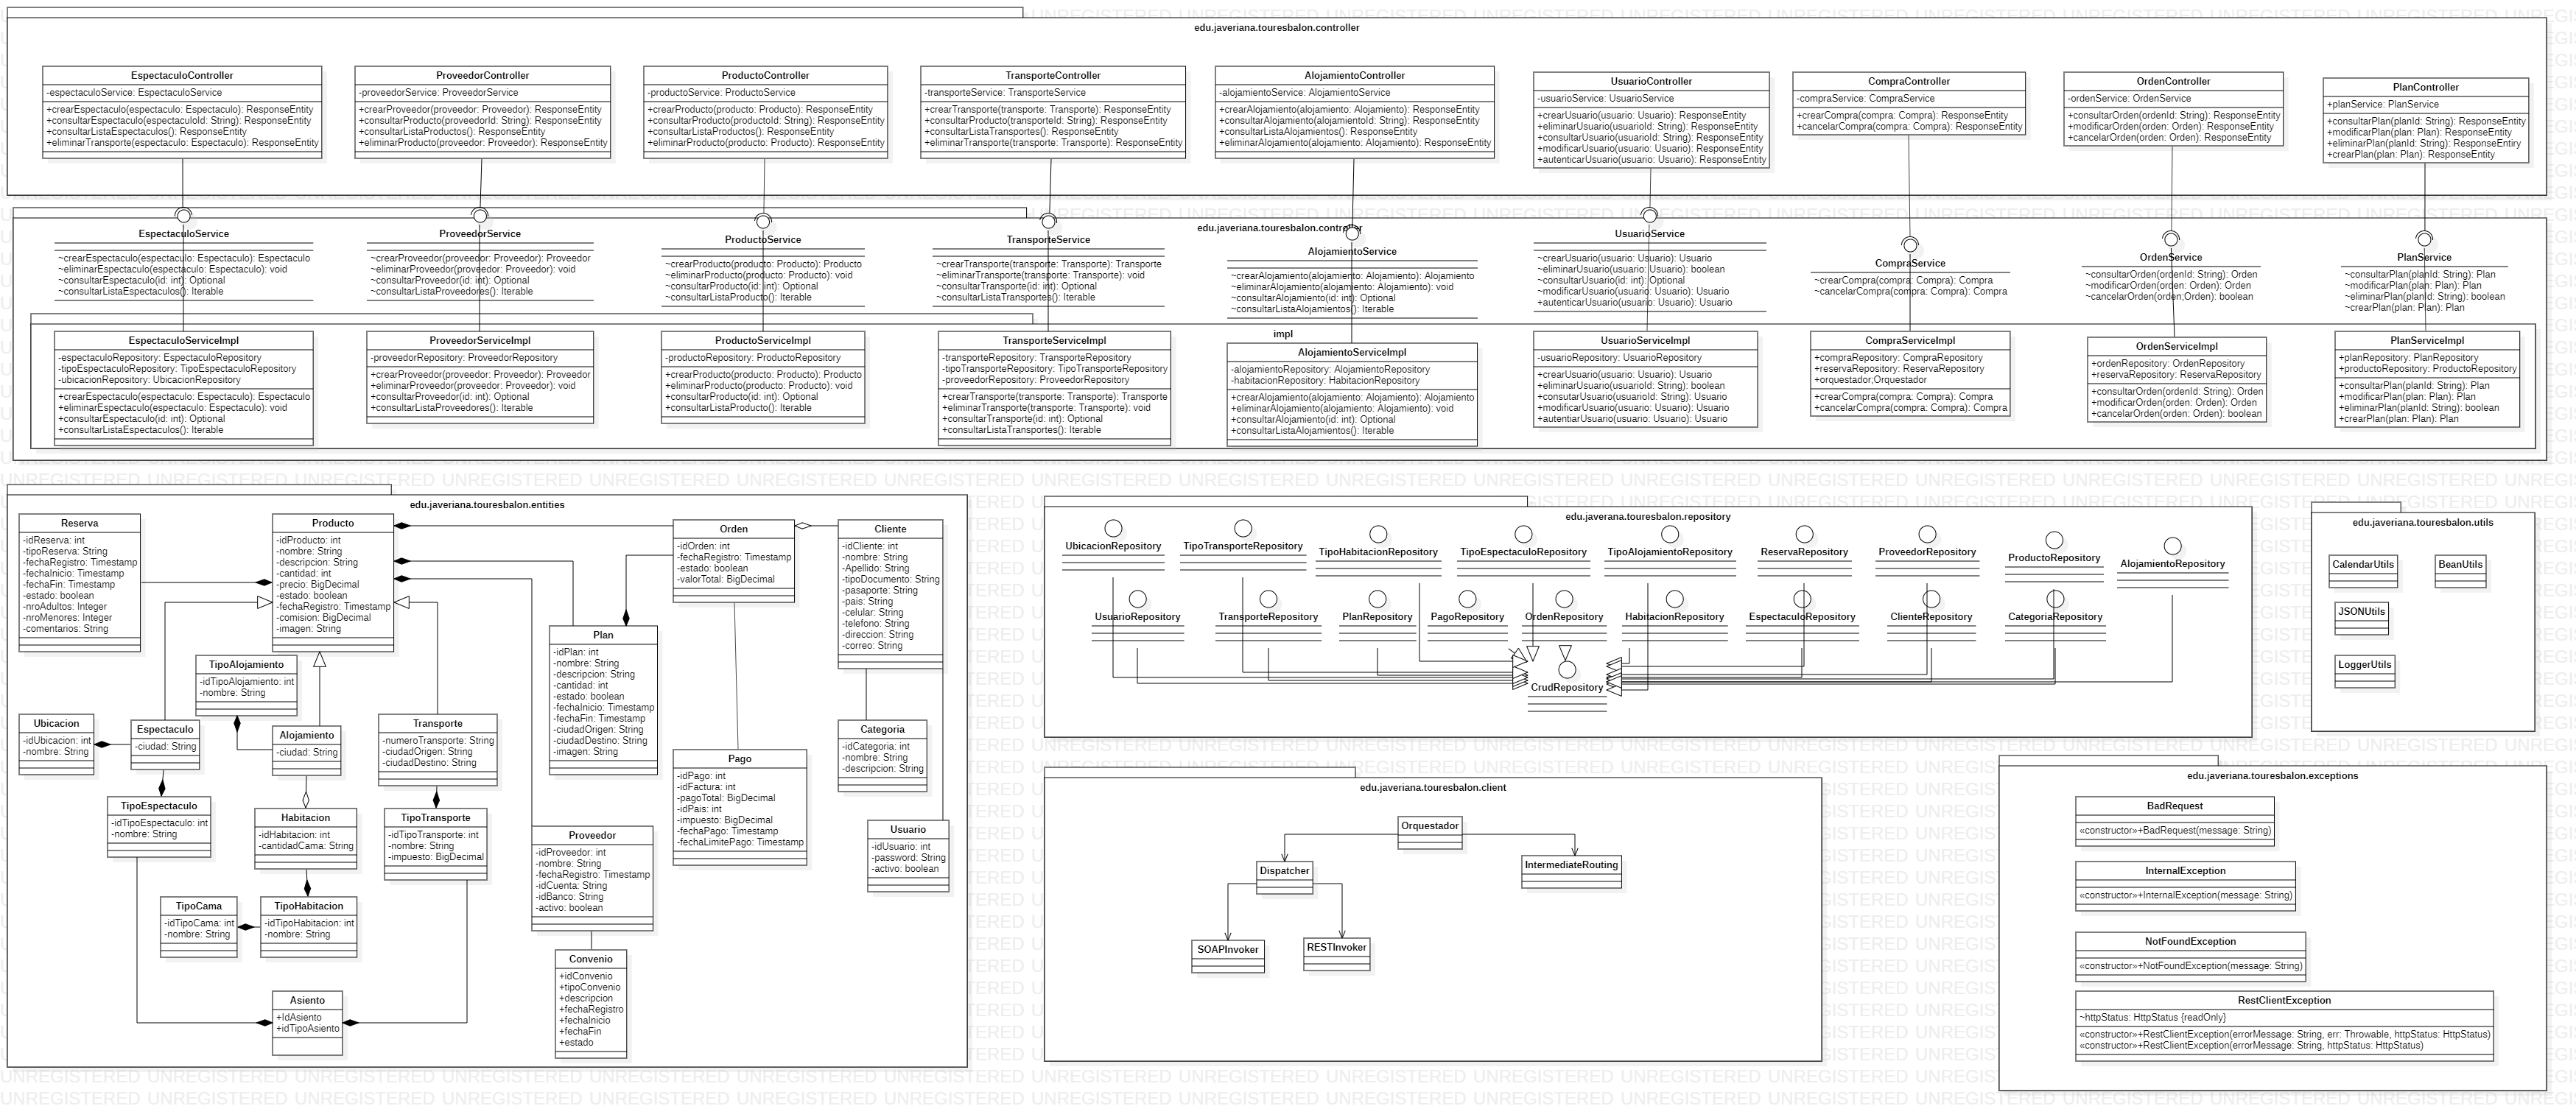 edu.javeriana.touresbalon.controller
EspectaculoController
-espectaculoService: EspectaculoService
+crearEspectaculo(espectaculo: Espectaculo): ResponseEntity
+consultarEspectaculo(espectaculoId: String): ResponseEntity
+consultarListaEspectaculos(): ResponseEntity
+eliminarTransporte(espectaculo: Espectaculo): ResponseEntity
ProveedorController
-proveedorService: ProveedorService
+crearProveedor(proveedor: Proveedor): ResponseEntity
+consultarProducto(proveedorId: String): ResponseEntity
+consultarListaProductos(): ResponseEntity
+eliminarProducto(proveedor: Proveedor): ResponseEntity
ProductoController
-productoService: ProductoService
+crearProducto(producto: Producto): ResponseEntity
+consultarProducto(productoId: String): ResponseEntity
+consultarListaProductos(): ResponseEntity
+eliminarProducto(producto: Producto): ResponseEntity
TransporteController
-transporteService: TransporteService
+crearTransporte(transporte: Transporte): ResponseEntity
+consultarProducto(transporteId: String): ResponseEntity
+consultarListaTransportes(): ResponseEntity
+eliminarTransporte(transporte: Transporte): ResponseEntity
AlojamientoController
-alojamientoService: AlojamientoService
+crearAlojamiento(alojamiento: Alojamiento): ResponseEntity
+consultarAlojamiento(alojamientoId: String): ResponseEntity
+consultarListaAlojamientos(): ResponseEntity
+eliminarAlojamiento(alojamiento: Alojamiento): ResponseEntity
UsuarioController
-usuarioService: UsuarioService
+crearUsuario(usuario: Usuario): ResponseEntity
+eliminarUsuario(usuarioId: String): ResponseEntity
+consutarUsuario(usuarioId: String): ResponseEntity
+modificarUsuario(usuario: Usuario): ResponseEntity
+autenticarUsuario(usuario: Usuario): ResponseEntity
CompraController
-compraService: CompraService
+crearCompra(compra: Compra): ResponseEntity
+cancelarCompra(compra: Compra): ResponseEntity
OrdenController
-ordenService: OrdenService
+consultarOrden(ordenId: String): ResponseEntity
+modificarOrden(orden: Orden): ResponseEntity
+cancelarOrden(orden: Orden): ResponseEntity
PlanController
+planService: PlanService
+consultarPlan(planId: String): ResponseEntity
+modificarPlan(plan: Plan): ResponseEntity
+eliminarPlan(planId: String): ResponseEntiry
+crearPlan(plan: Plan): ResponseEntity
edu.javeriana.touresbalon.controller
EspectaculoService
~crearEspectaculo(espectaculo: Espectaculo): Espectaculo
~eliminarEspectaculo(espectaculo: Espectaculo): void
~consultarEspectaculo(id: int): Optional
~consultarListaEspectaculos(): Iterable
ProveedorService
~crearProveedor(proveedor: Proveedor): Proveedor
~eliminarProveedor(proveedor: Proveedor): void
~consultarProveedor(id: int): Optional
~consultarListaProveedores(): Iterable
ProductoService
~crearProducto(producto: Producto): Producto
~eliminarProducto(producto: Producto): void
~consultarProducto(id: int): Optional
~consultarListaProducto(): Iterable
TransporteService
~crearTransporte(transporte: Transporte): Transporte
~eliminarTransporte(transporte: Transporte): void
~consultarTransporte(id: int): Optional
~consultarListaTransportes(): Iterable
AlojamientoService
~crearAlojamiento(alojamiento: Alojamiento): Alojamiento
~eliminarAlojamiento(alojamiento: Alojamiento): void
~consultarAlojamiento(id: int): Optional
~consultarListaAlojamientos(): Iterable
UsuarioService
~crearUsuario(usuario: Usuario): Usuario
~eliminarUsuario(usuario: Usuario): boolean
~consultarUsuario(id: int): Optional
~modificarUsuario(usuario: Usuario): Usuario
+autenticarUsuario(usuario: Usuario): Usuario
CompraService
~crearCompra(compra: Compra): Compra
~cancelarCompra(compra: Compra): Compra
OrdenService
~consultarOrden(ordenId: String): Orden
~modificarOrden(orden: Orden): Orden
~cancelarOrden(orden;Orden): boolean
PlanService
~consultarPlan(planId: String): Plan
~modificarPlan(plan: Plan): Plan
~eliminarPlan(planId: String): boolean
~crearPlan(plan: Plan): Plan
impl
EspectaculoServiceImpl
-espectaculoRepository: EspectaculoRepository
-tipoEspectaculoRepository: TipoEspectaculoRepository
-ubicacionRepository: UbicacionRepository
+crearEspectaculo(espectaculo: Espectaculo): Espectaculo
+eliminarEspectaculo(espectaculo: Espectaculo): void
+consultarEspectaculo(id: int): Optional
+consultarListaEspectaculos(): Iterable
ProveedorServiceImpl
-proveedorRepository: ProveedorRepository
+crearProveedor(proveedor: Proveedor): Proveedor
+eliminarProveedor(proveedor: Proveedor): void
+consultarProveedor(id: int): Optional
+consultarListaProveedores(): Iterable
ProductoServiceImpl
-productoRepository: ProductoRepository
+crearProducto(producto: Producto): Producto
+eliminarProducto(producto: Producto): void
+consultarProducto(id: int): Optional
+consultarListaProducto(): Iterable
TransporteServiceImpl
-transporteRepository: TransporteRepository
-tipoTransporteRepository: TipoTransporteRepository
-proveedorRepository: ProveedorRepository
+crearTransporte(transporte: Transporte): Transporte
+eliminarTransporte(transporte: Transporte): void
+consultarTransporte(id: int): Optional
+consultarListaTransportes(): Iterable
AlojamientoServiceImpl
-alojamientoRepository: AlojamientoRepository
-habitacionRepository: HabitacionRepository
+crearAlojamiento(alojamiento: Alojamiento): Alojamiento
+eliminarAlojamiento(alojamiento: Alojamiento): void
+consultarAlojamiento(id: int): Optional
+consultarListaAlojamientos(): Iterable
UsuarioServiceImpl
-usuarioRepository: UsuarioRepository
+crearUsuario(usuario: Usuario): Usuario
+eliminarUsuario(usuarioId: String): boolean
+consutarUsuario(usuarioId: String): Usuario
+modificarUsuario(usuario: Usuario): Usuario
+autentiarUsuario(usuario: Usuario): Usuario
CompraServiceImpl
+compraRepository: CompraRepository
+reservaRepository: ReservaRepository
+orquestador;Orquestador
+crearCompra(compra: Compra): Compra
+cancelarCompra(compra: Compra): Compra
OrdenServiceImpl
+ordenRepository: OrdenRepository
+reservaRepository: ReservaRepository
+consultarOrden(ordenId: String): Orden
+modificarOrden(orden: Orden): Orden
+cancelarOrden(orden: Orden): boolean
PlanServiceImpl
+planRepository: PlanRepository
+productoRepository: ProductoRepository
+consultarPlan(planId: String): Plan
+modificarPlan(plan: Plan): Plan
+eliminarPlan(planId: String): boolean
+crearPlan(plan: Plan): Plan
edu.javeriana.touresbalon.entities
Reserva
-idReserva: int
-tipoReserva: String
-fechaRegistro: Timestamp
-fechaInicio: Timestamp
-fechaFin: Timestamp
-estado: boolean
-nroAdultos: Integer
-nroMenores: Integer
-comentarios: String
Producto
-idProducto: int
-nombre: String
-descripcion: String
-cantidad: int
-precio: BigDecimal
-estado: boolean
-fechaRegistro: Timestamp
-comision: BigDecimal
-imagen: String
Orden
-idOrden: int
-fechaRegistro: Timestamp
-estado: boolean
-valorTotal: BigDecimal
Cliente
-idCliente: int
-nombre: String
-Apellido: String
-tipoDocumento: String
-pasaporte: String
-pais: String
-celular: String
-telefono: String
-direccion: String
-correo: String
Plan
-idPlan: int
-nombre: String
-descripcion: String
-cantidad: int
-estado: boolean
-fechaInicio: Timestamp
-fechaFin: Timestamp
-ciudadOrigen: String
-ciudadDestino: String
-imagen: String
TipoAlojamiento
-idTipoAlojamiento: int
-nombre: String
Ubicacion
-idUbicacion: int
-nombre: String
Espectaculo
-ciudad: String
Alojamiento
-ciudad: String
Transporte
-numeroTransporte: String
-ciudadOrigen: String
-ciudadDestino: String
Categoria
-idCategoria: int
-nombre: String
-descripcion: String
Pago
-idPago: int
-idFactura: int
-pagoTotal: BigDecimal
-idPais: int
-impuesto: BigDecimal
-fechaPago: Timestamp
-fechaLimitePago: Timestamp
TipoEspectaculo
-idTipoEspectaculo: int
-nombre: String
Habitacion
-idHabitacion: int
-cantidadCama: String
TipoTransporte
-idTipoTransporte: int
-nombre: String
-impuesto: BigDecimal
Proveedor
-idProveedor: int
-nombre: String
-fechaRegistro: Timestamp
-idCuenta: String
-idBanco: String
-activo: boolean
Usuario
-idUsuario: int
-password: String
-activo: boolean
TipoCama
-idTipoCama: int
-nombre: String
TipoHabitacion
-idTipoHabitacion: int
-nombre: String
Convenio
+idConvenio
+tipoConvenio
+descripcion
+fechaRegistro
+fechaInicio
+fechaFin
+estado
Asiento
+IdAsiento
+idTipoAsiento
edu.javeriana.touresbalon.repository
UbicacionRepository
TipoTransporteRepository
TipoHabitacionRepository
TipoEspectaculoRepository
TipoAlojamientoRepository
ReservaRepository
ProveedorRepository
ProductoRepository
AlojamientoRepository
UsuarioRepository
TransporteRepository
PlanRepository
PagoRepository
OrdenRepository
HabitacionRepository
EspectaculoRepository
ClienteRepository
CategoriaRepository
CrudRepository
edu.javeriana.touresbalon.utils
CalendarUtils
BeanUtils
JSONUtils
LoggerUtils
edu.javeriana.touresbalon.client
Orquestador
Dispatcher
IntermediateRouting
SOAPInvoker
RESTInvoker
edu.javeriana.touresbalon.exceptions
BadRequest
«constructor»+BadRequest(message: String)
InternalException
«constructor»+InternalException(message: String)
NotFoundException
«constructor»+NotFoundException(message: String)
RestClientException
~httpStatus: HttpStatus {readOnly}
«constructor»+RestClientException(errorMessage: String, err: Throwable, httpStatus: HttpStatus)
«constructor»+RestClientException(errorMessage: String, httpStatus: HttpStatus)